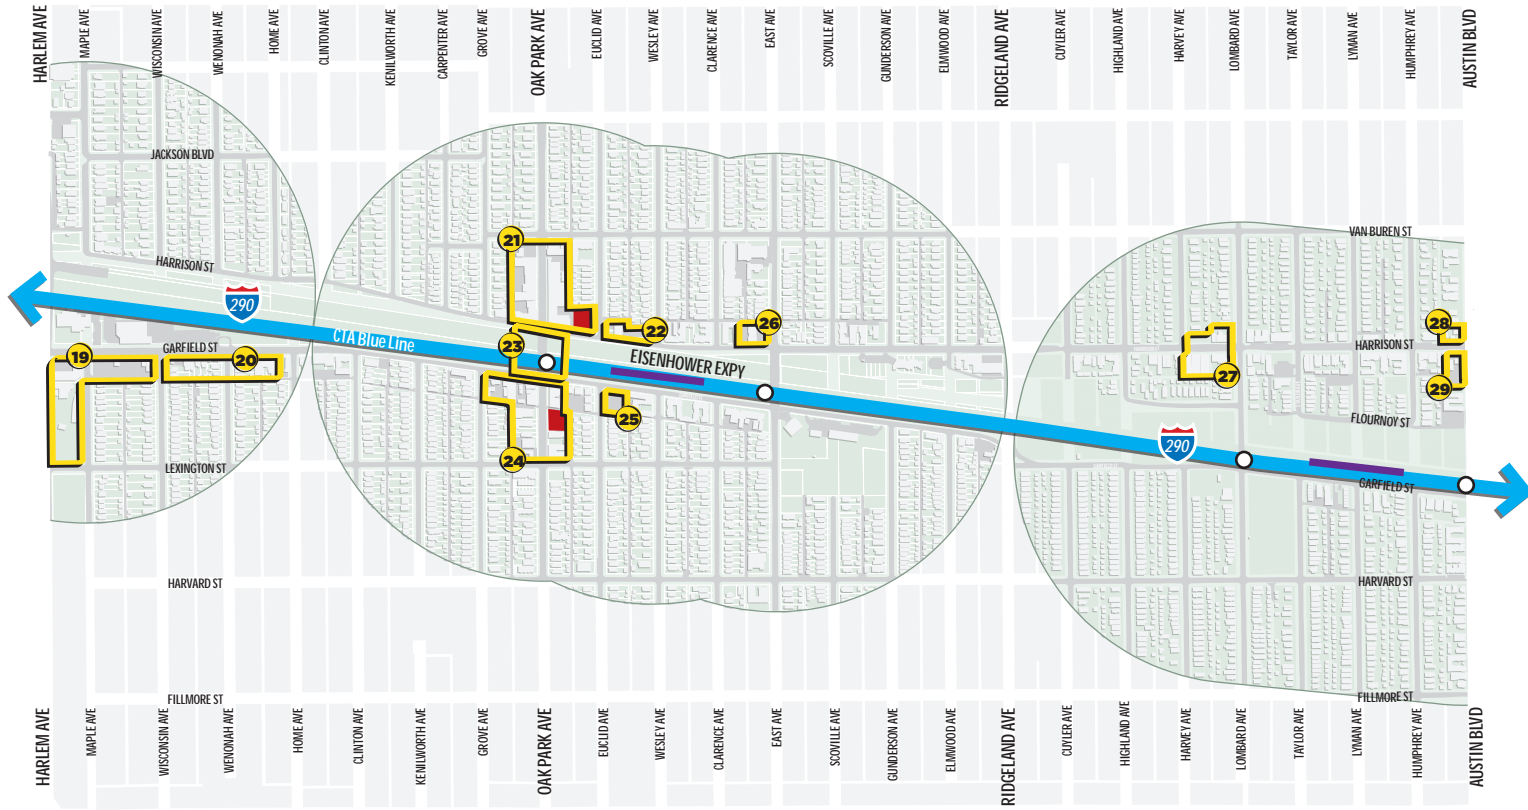 HARLEM AVE
MAPLE AVE
WISCONSIN AVE
WENONAH AVE
HOME AVE
CLINTON AVE
KENILWORTH AVE
CARPENTER AVE
GROVE AVE
OAK PARK AVE
EUCLID AVE
WESLEY AVE
CLARENCE AVE
EAST AVE
SCOVILLE AVE
GUNDERSON AVE
ELMWOOD AVE
RIDGELAND AVE
CUYLER AVE
HIGHLAND AVE
HARVEY AVE
LOMBARD AVE
TAYLOR AVE
LYMAN AVE
HUMPHREY AVE
AUSTIN BLVD
JACKSON BLVD
VAN BUREN ST
21
HARRISON ST
290
26
28
22
CTA Blue Line
23
GARFIELD ST
HARRISON ST
19
20
EISENHOWER EXPY
27
29
25
FLOURNOY ST
290
24
LEXINGTON ST
GARFIELD ST
HARVARD ST
HARVARD ST
FILLMORE ST
FILLMORE ST
HARLEM AVE
MAPLE AVE
WISCONSIN AVE
WENONAH AVE
HOME AVE
CLINTON AVE
KENILWORTH AVE
GROVE AVE
OAK PARK AVE
EUCLID AVE
WESLEY AVE
CLARENCE AVE
EAST AVE
SCOVILLE AVE
GUNDERSON AVE
ELMWOOD AVE
RIDGELAND AVE
CUYLER AVE
HIGHLAND AVE
HARVEY AVE
LOMBARD AVE
TAYLOR AVE
LYMAN AVE
HUMPHREY AVE
AUSTIN BLVD